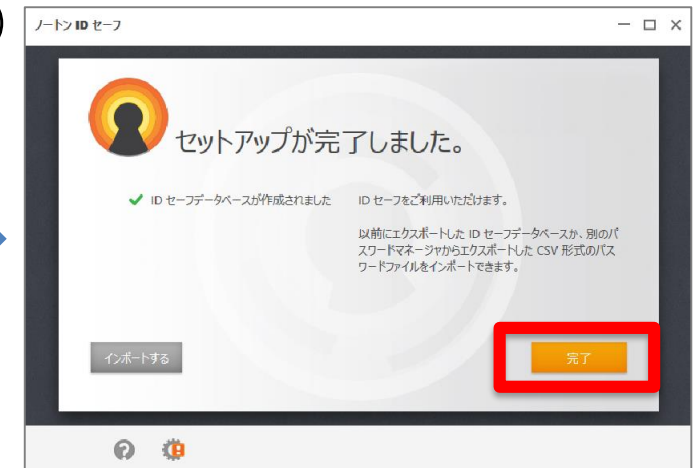 )
ノートン ID セーフ
セットアップが完了しました。
ID セーフデータベースが作成されました
ID セーフをご利用いただけます。
以前にエクスポートした ID セーフデータベースか、別のパ
スワードマネージャからエクスポートした CSV 形式のパス
ワードファイルをインポートできます。
インポートする
完了